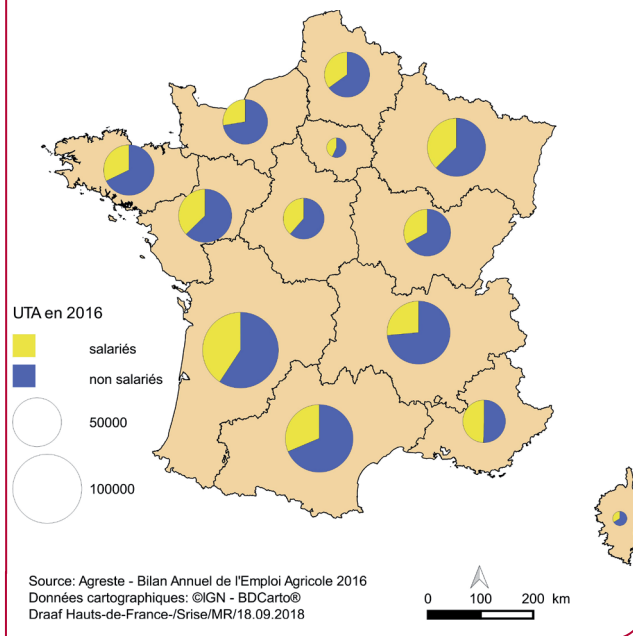 UTA en 2016
salariés
non salariés
50000
100000
Source: Agreste - Bilan Annuel de l'Emploi Agricole 2016
Données cartographiques: ©IGN - BDCarto®
Draaf Hauts-de-France-/Srise/MR/18.09.2018
0 100 200 km